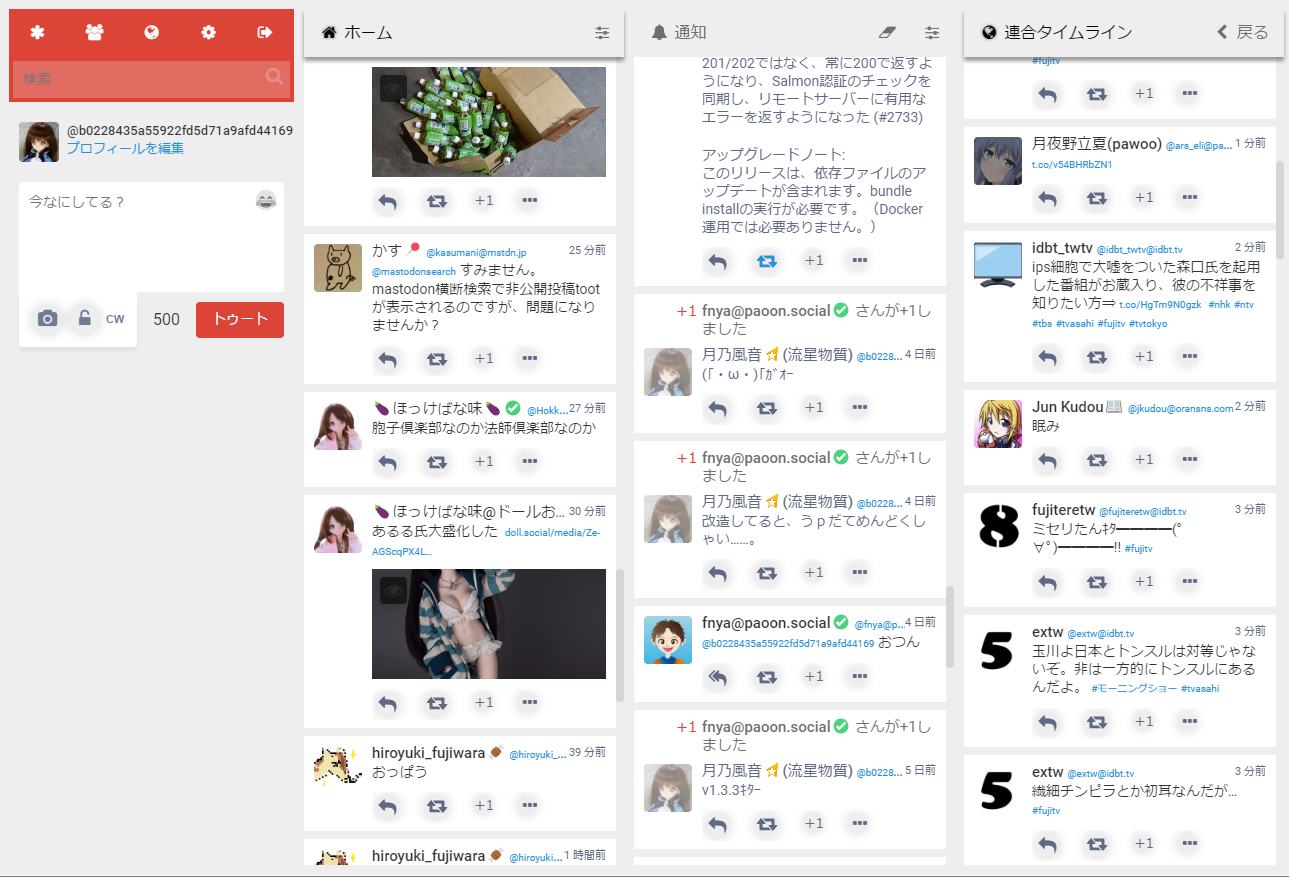 検索
@b0228435a55922fd5d71a9afd44169
プロフィールを編集
今なにしてる？
CW
500
トゥート
ホーム
+1
かす
@kasumani@mstdn.jp
25 分前
@mastodonsearch すみません。
mastodon横断検索で非公開投稿toot
が表示されるのですが、問題になり
ませんか？
+1
🍆ほっけばな味🍆✅ @Hokk...
27 分前
胞子倶楽部なのか法師倶楽部なのか
+1
🍆ほっけばな味@ドールお...
30 分前
あるる氏大盛化した doll.social/media/Ze-
AGScqPX4L...
+1
hiroyuki_fujiwara🏈 @hiroyuki_...
39 分前
おっぱう
+1
hiroyuki_fujiwara🏈 @hiroyuki...
1 時間前
通知
201/202ではなく、常に200で返すよ
うになり、Salmon認証のチェックを
同期し、リモートサーバーに有用な
エラーを返すようになった (#2733)
アップグレードノート:
このリリースは、依存ファイルのア
ップデートが含まれます。bundle
installの実行が必要です。（Docker
運用では必要ありません。）
+1
+1 fnya@paoon.social✅ さんが+1し
ました
月乃風音 (流星物質) @b0228...
4 日前
(｢・ω・)｢ｶﾞｵｰ
+1
+1 fnya@paoon.social✅ さんが+1し
ました
月乃風音 (流星物質) @b0228...
4 日前
改造してると、うｐだてめんどくし
ゃい……。
+1
fnya@paoon.social✅ @fnya@p...
4 日前
@b0228435a55922fd5d71a9afd44169 おつん
+1
+1 fnya@paoon.social✅ さんが+1し
ました
月乃風音 (流星物質) @b0228...
5 日前
v1.3.3ｷﾀｰ
+1
連合タイムライン
戻る
#fujitv
+1
月夜野立夏(pawoo) @ars_eli@pa...
1 分前
t.co/v54BHRbZN1
+1
idbt_twtv @idbt_twtv@idbt.tv
2 分前
ips細胞で大嘘をついた森口氏を起用
した番組がお蔵入り、彼の不祥事を
知りたい方⇒ t.co/HgTm9N0gzk #nhk #ntv
#tbs #tvasahi #fujitv #tvtokyo
+1
Jun Kudou📖 @jkudou@oransns.com
2 分前
眠み
+1
8
fujiteretw @fujiteretw@idbt.tv
3 分前
ミセリたんｷﾀ━━━━(ﾟ
∀ﾟ)━━━━!! #fujitv
+1
5
extw @extw@idbt.tv
3 分前
玉川よ日本とトンスルは対等じゃな
いぞ。非は一方的にトンスルにある
んだよ。 #モーニングショー #tvasahi
+1
5
extw @extw@idbt.tv
3 分前
繊細チンピラとか初耳なんだが...
#fujitv
+1